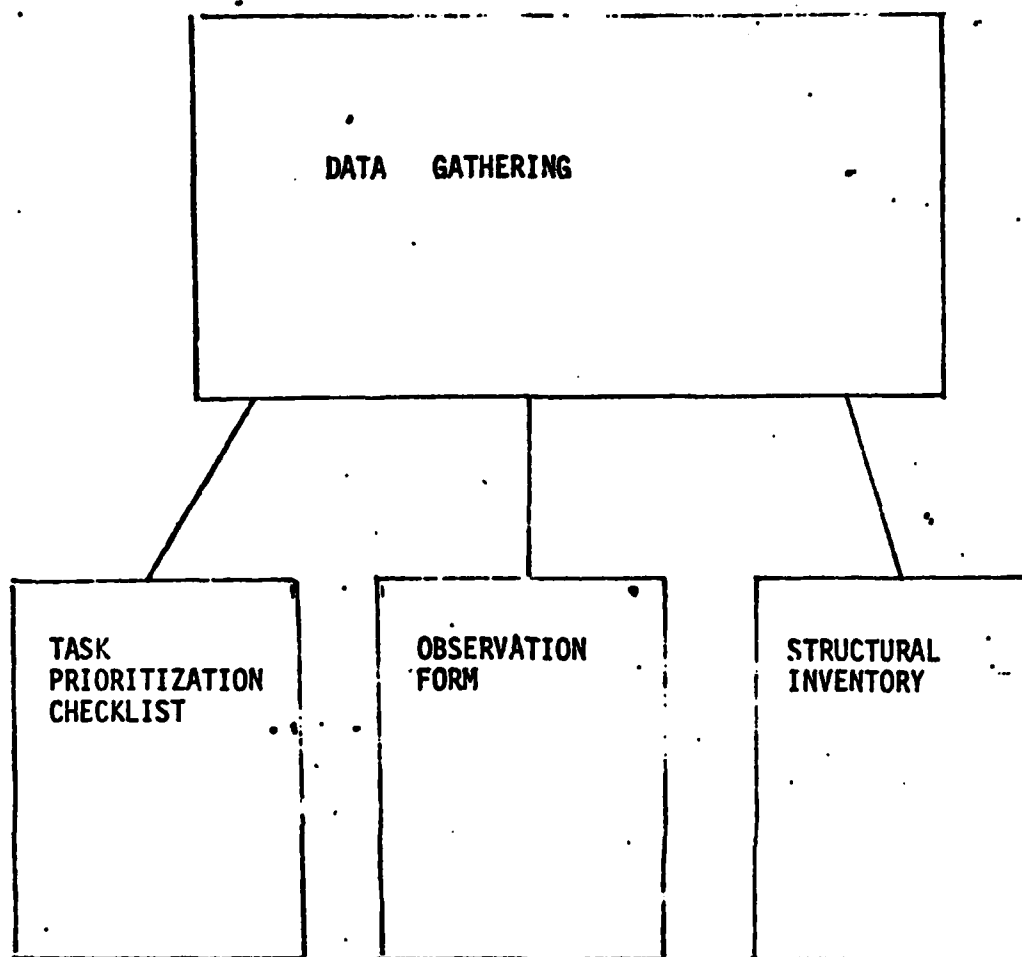 DATA GATHERING
TASK
PRIORITIZATION
CHECKLIST
OBSERVATION
FORM
STRUCTURAL
INVENTORY